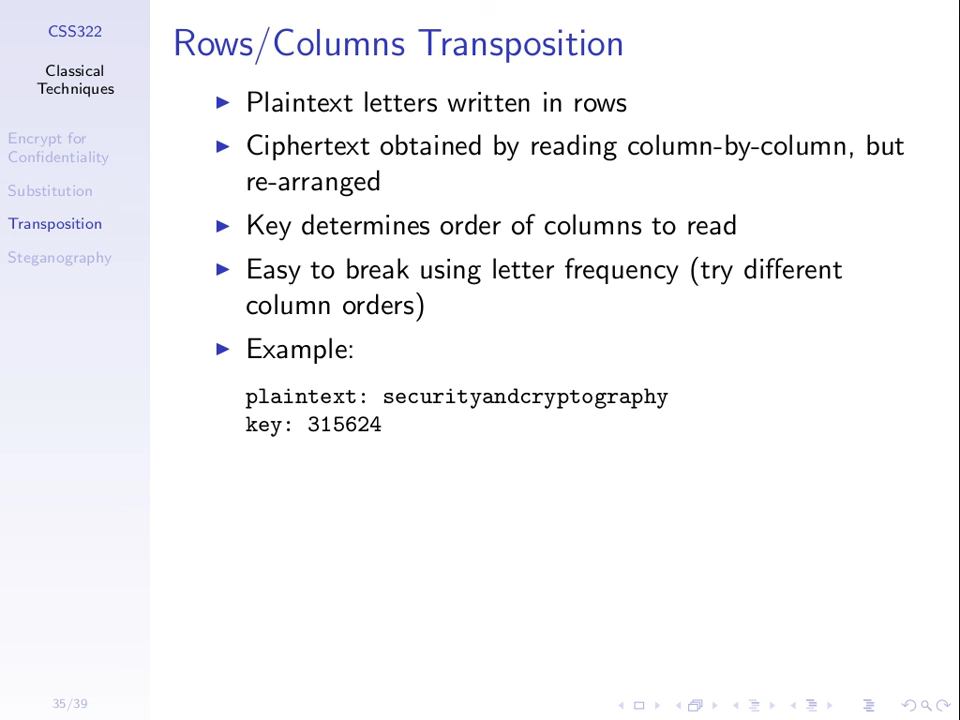 CSS322
Classical
Techniques
Encrypt for
Confidentiality
Substitution
Transposition
Steganography
35/39
Rows/Columns Transposition
Plaintext letters written in rows
Ciphertext obtained by reading column-by-column, but
re-arranged
Key determines order of columns to read
Easy to break using letter frequency (try different
column orders)
Example:
plaintext: securityandcryptography
key: 315624